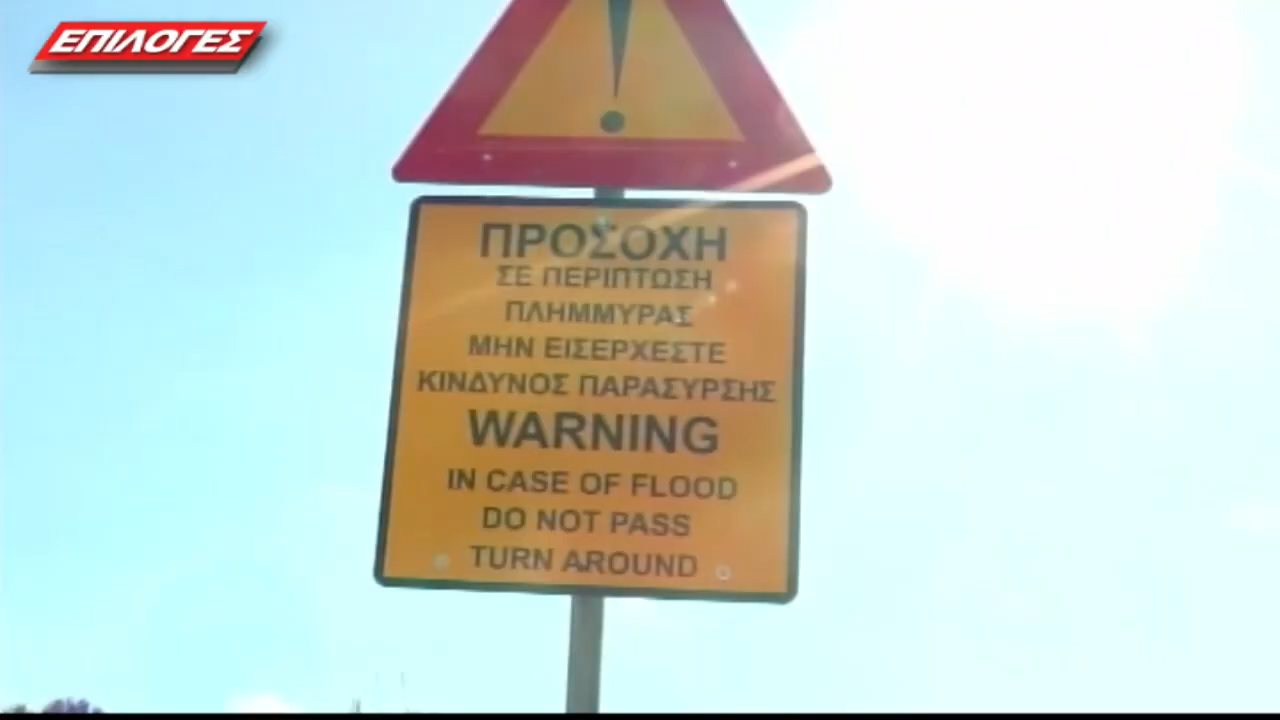 ΕΠΙΛΟΓΕΣ
ΠΡΟΣΟΧΗ
ΣΕ ΠΕΡΙΠΤΩΣΗ
ΠΛΗΜΜΥΡΑΣ
ΜΗΝ ΕΙΣΕΡΧΕΣΤΕ
ΚΙΝΔΥΝΟΣ ΠΑΡΑΣΥΡΣΗΣ
WARNING
IN CASE OF FLOOD
DO NOT PASS
TURN AROUND